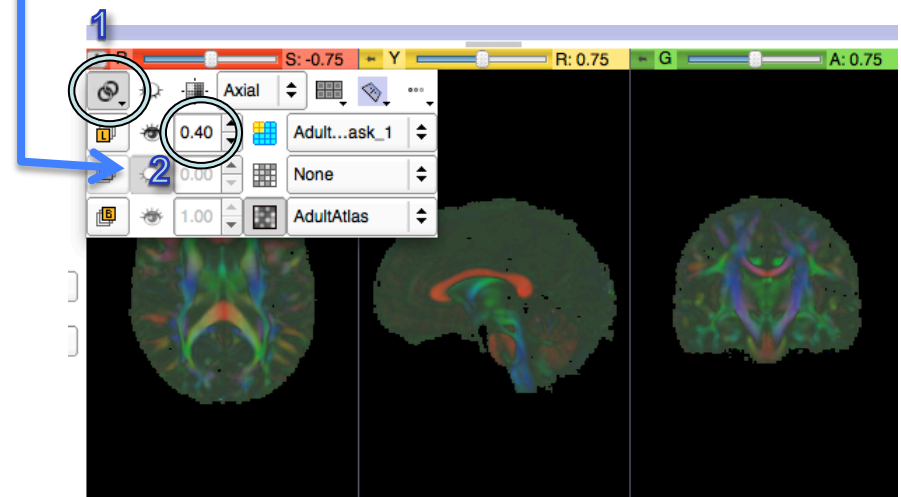 1
R S: -0.75 Y R: 0.75 G A: 0.75
Axial
L 0.40 Adult...ask_1
2 0.00 None
B 1.00 AdultAtlas